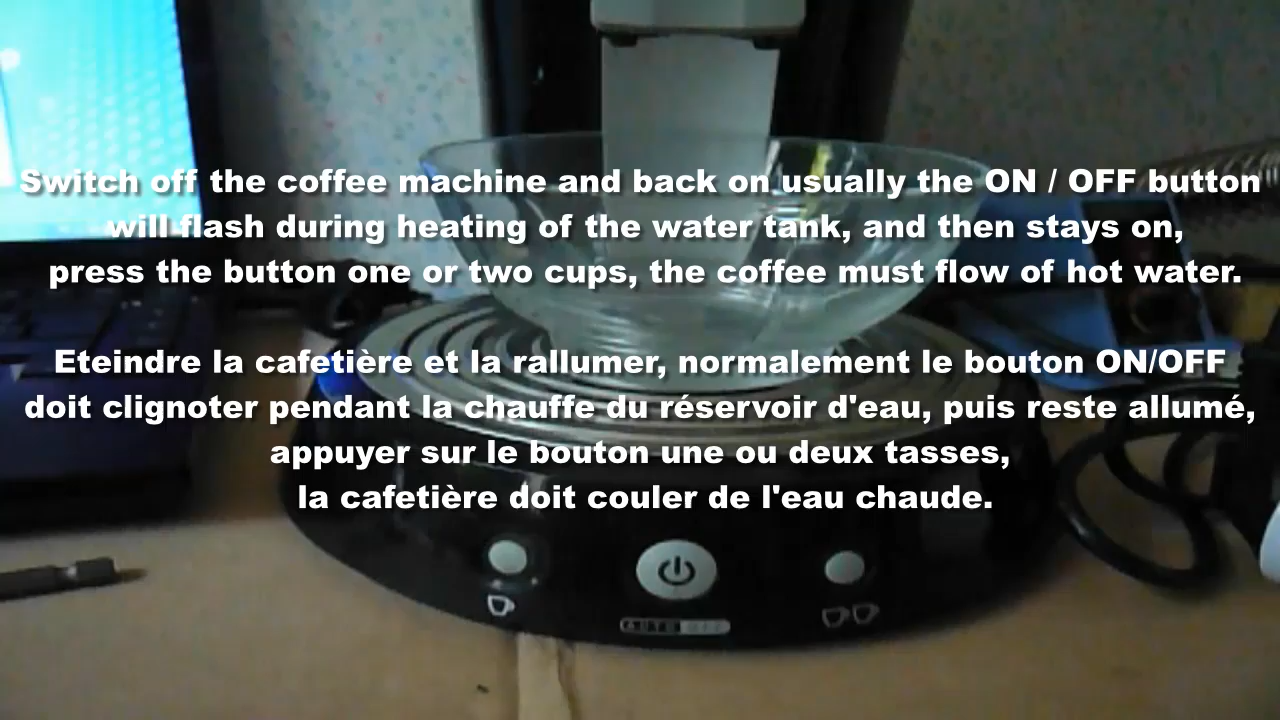 Switch off the coffee machine and back on usually the ON / OFF button
will flash during heating of the water tank, and then stays on,
press the button one or two cups, the coffee must flow of hot water.
Eteindre la cafetière et la rallumer, normalement le bouton ON/OFF
doit clignoter pendant la chauffe du réservoir d'eau, puis reste allumé,
appuyer sur le bouton une ou deux tasses,
la cafetière doit couler de l'eau chaude.